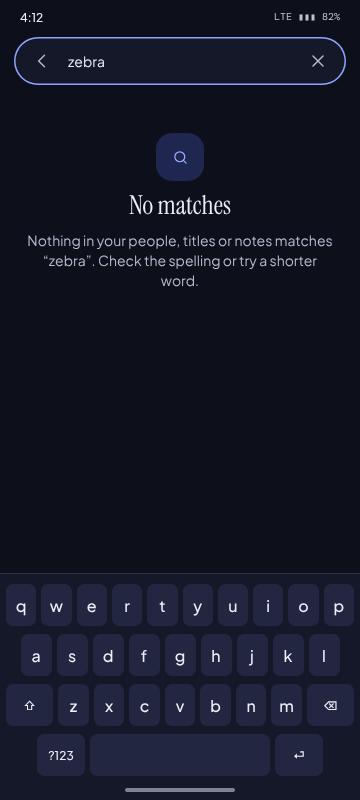 4:12 LTE 82%
zebra
No matches
Nothing in your people, titles or notes matches
“zebra”. Check the spelling or try a shorter
word.
q w e r t y u i o p
a s d f g h j k l
z x c v b n m
?123